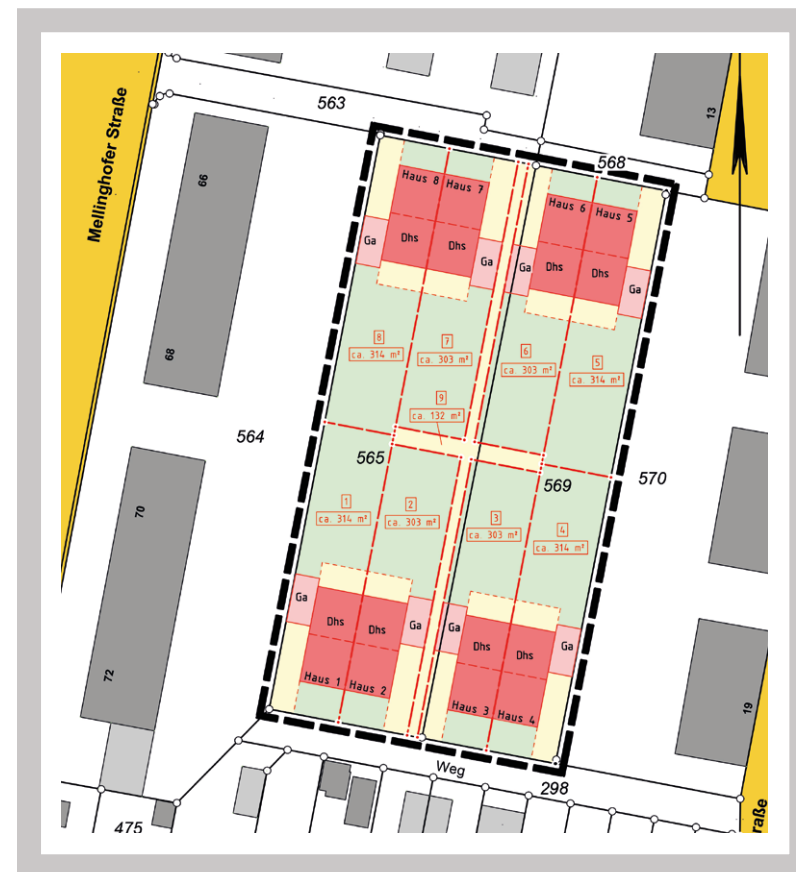 563
13
568
Mellinghofer Straße
66
Haus 8 Haus 7
Haus 6 Haus 5
Ga
Dhs
Dhs
Ga
Ga
Dhs
Dhs
Ga
68
8
ca. 314 m²
7
ca. 303 m²
6
ca. 303 m²
5
ca. 314 m²
9
ca. 132 m²
564
565
569
570
70
1
ca. 314 m²
2
ca. 303 m²
3
ca. 303 m²
4
ca. 314 m²
Ga
Dhs
Dhs
Ga
Ga
Dhs
Dhs
Ga
72
Haus 1 Haus 2
Haus 3 Haus 4
19
Weg
298
raße
475